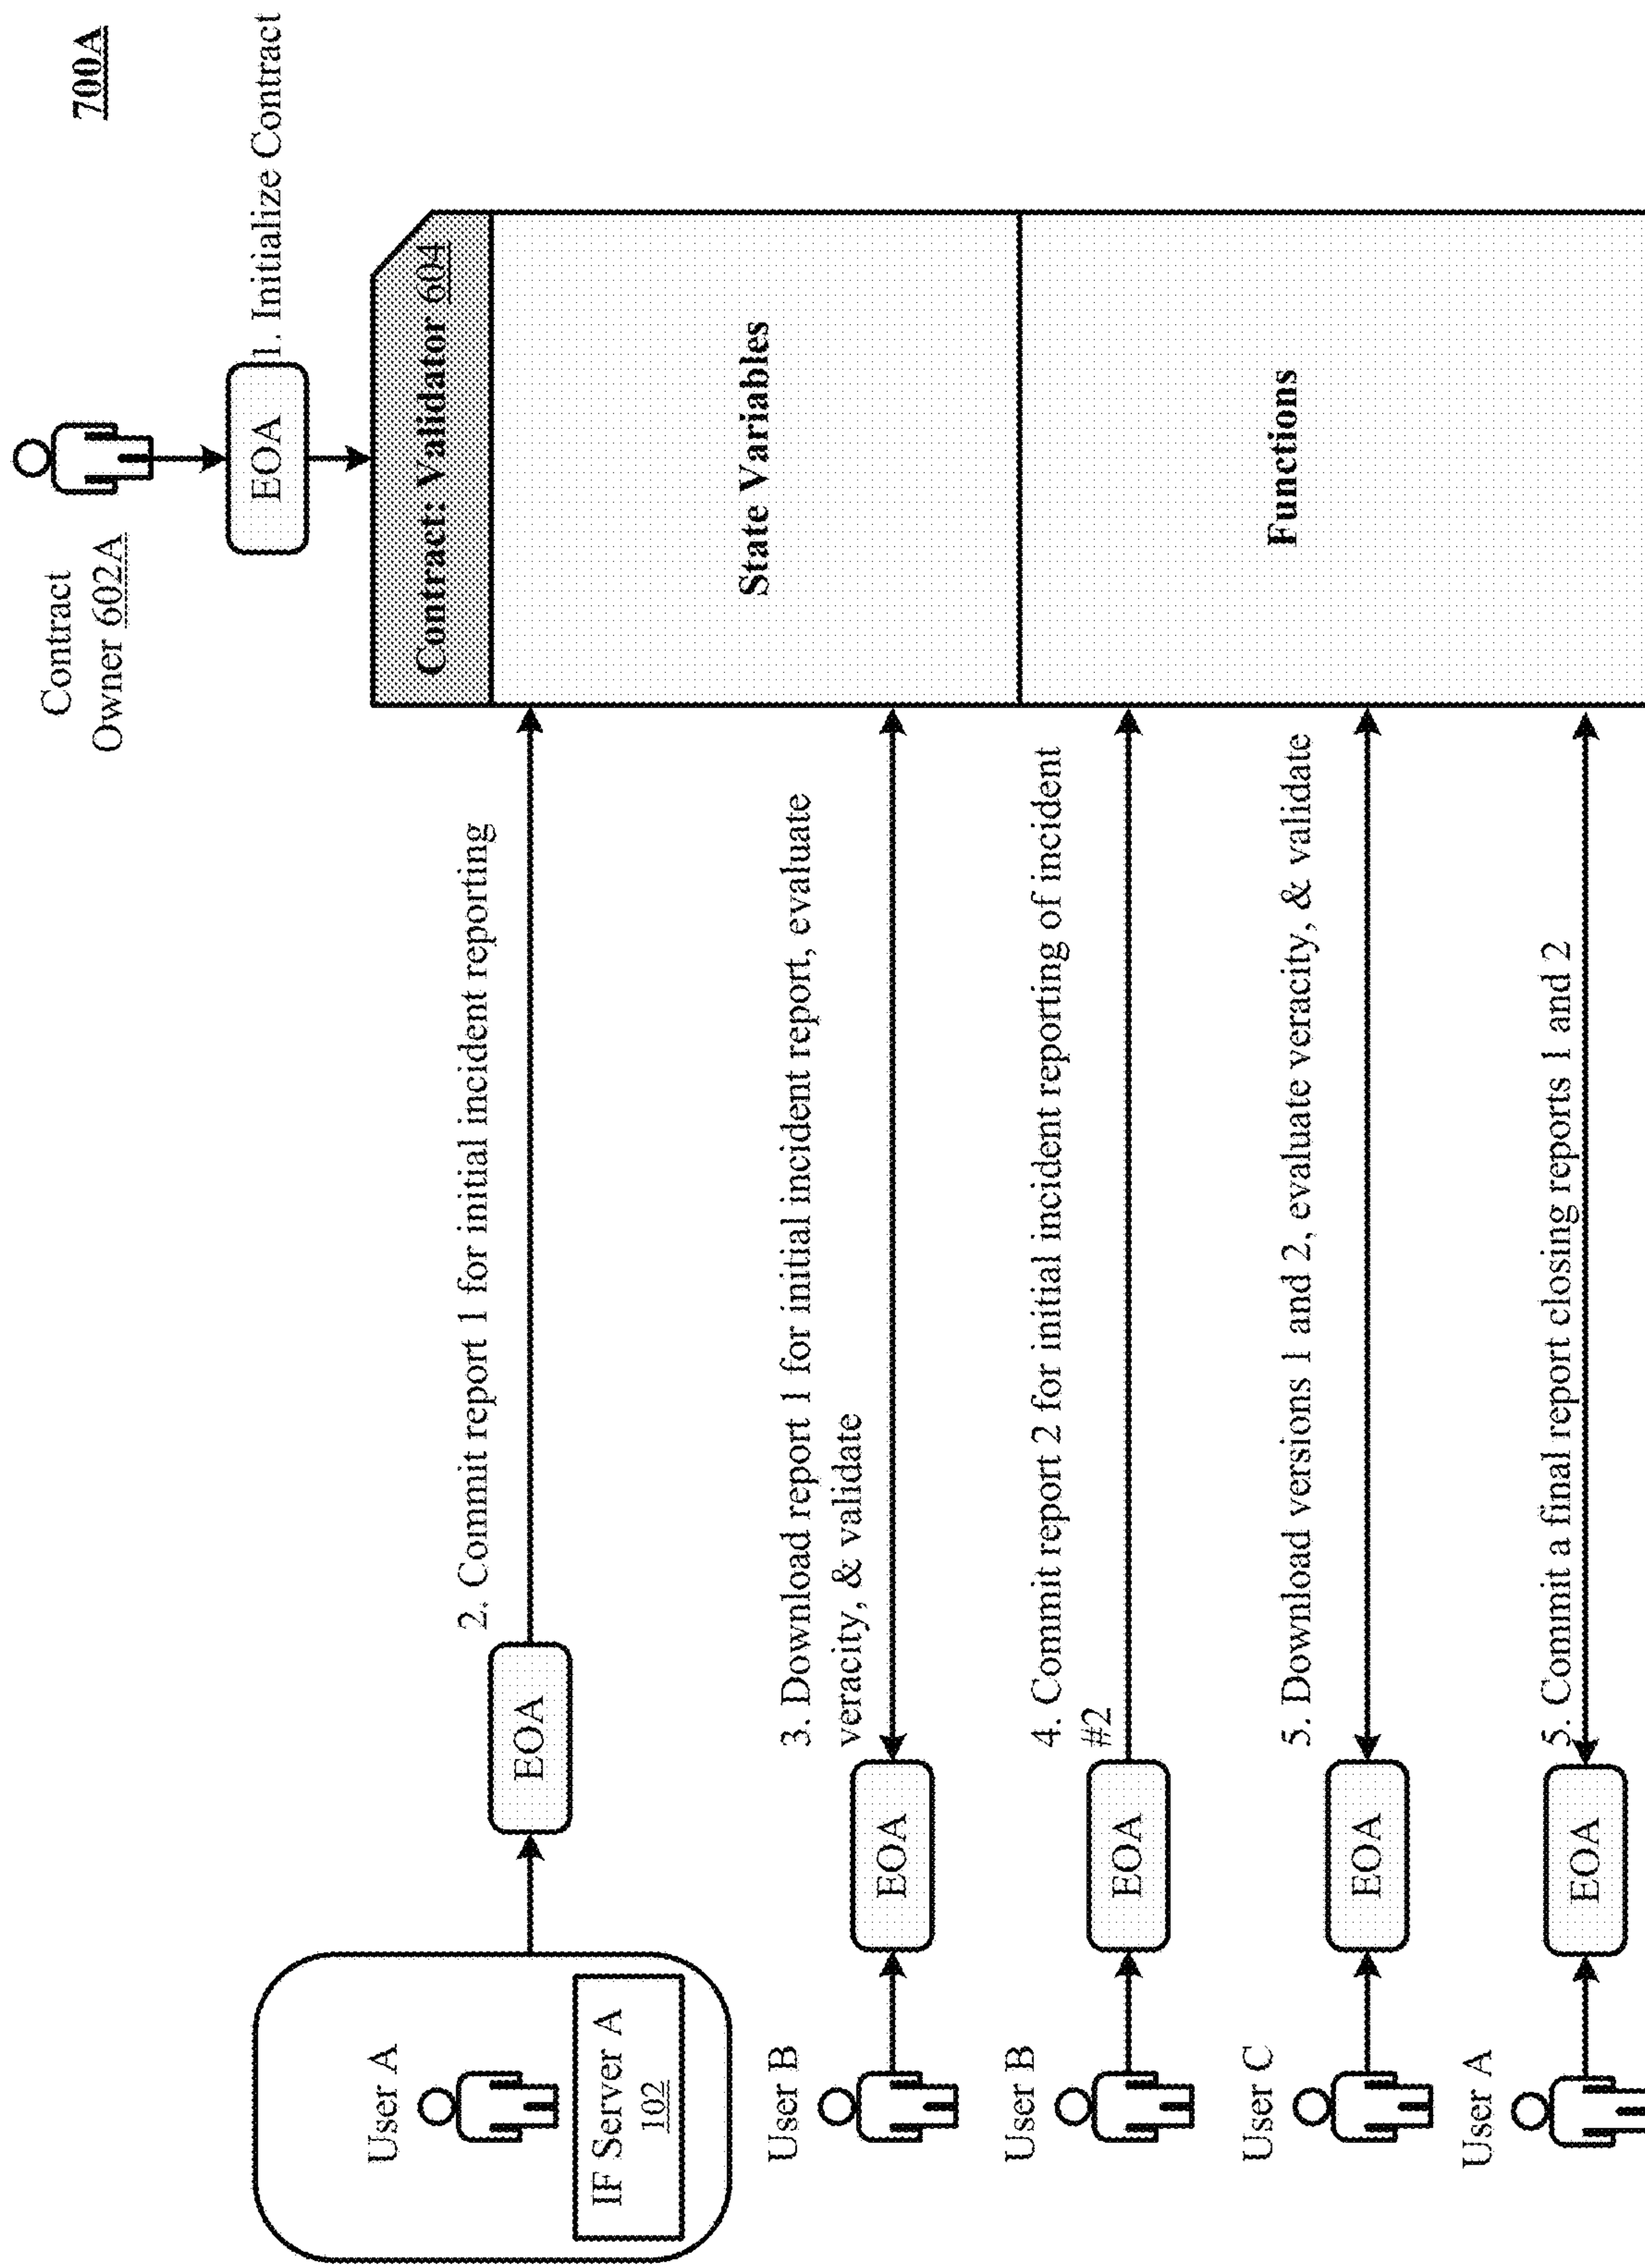 700A
Contract
Owner 602A
EOA
1. Initialize Contract
Contract: Validator 604
State Variables
Functions
User A
IF Server A
102
EOA
2. Commit report 1 for initial incident reporting
User B
EOA
3. Download report 1 for initial incident report, evaluate
veracity, & validate
User B
EOA
4. Commit report 2 for initial incident reporting of incident
#2
User C
EOA
5. Download versions 1 and 2, evaluate veracity, & validate
User A
EOA
5. Commit a final report closing reports 1 and 2